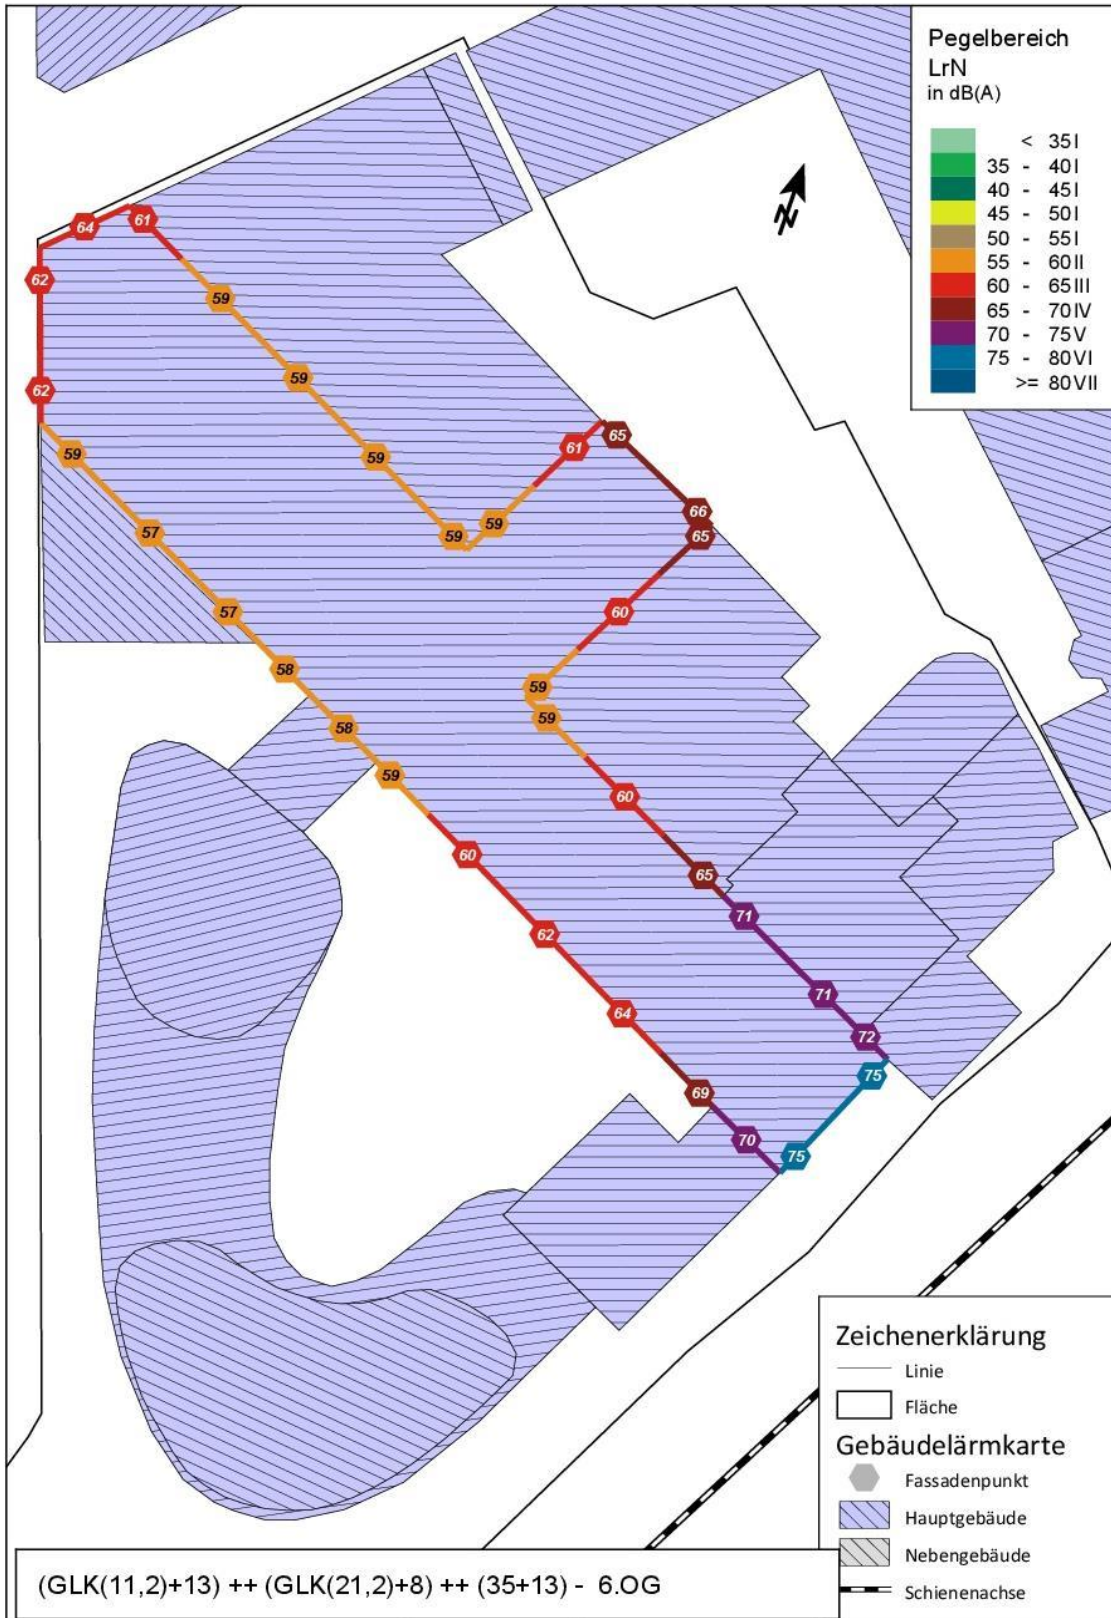 Pegelbereich
LrN
in dB(A)
< 35 I
35 - 40 I
40 - 45 I
45 - 50 I
50 - 55 I
55 - 60 II
60 - 65 III
65 - 70 IV
70 - 75 V
75 - 80 VI
>= 80 VII
N
64
61
62
59
59
62
59
61
65
59
59
59
66
65
57
57
60
58
59
59
58
59
60
60
65
71
62
71
64
72
75
69
70
75
Zeichenerklärung
Linie
Fläche
Gebäudelärmkarte
Fassadenpunkt
Hauptgebäude
Nebengebäude
Schienenachse
(GLK(11,2)+13) ++ (GLK(21,2)+8) ++ (35+13) - 6.OG